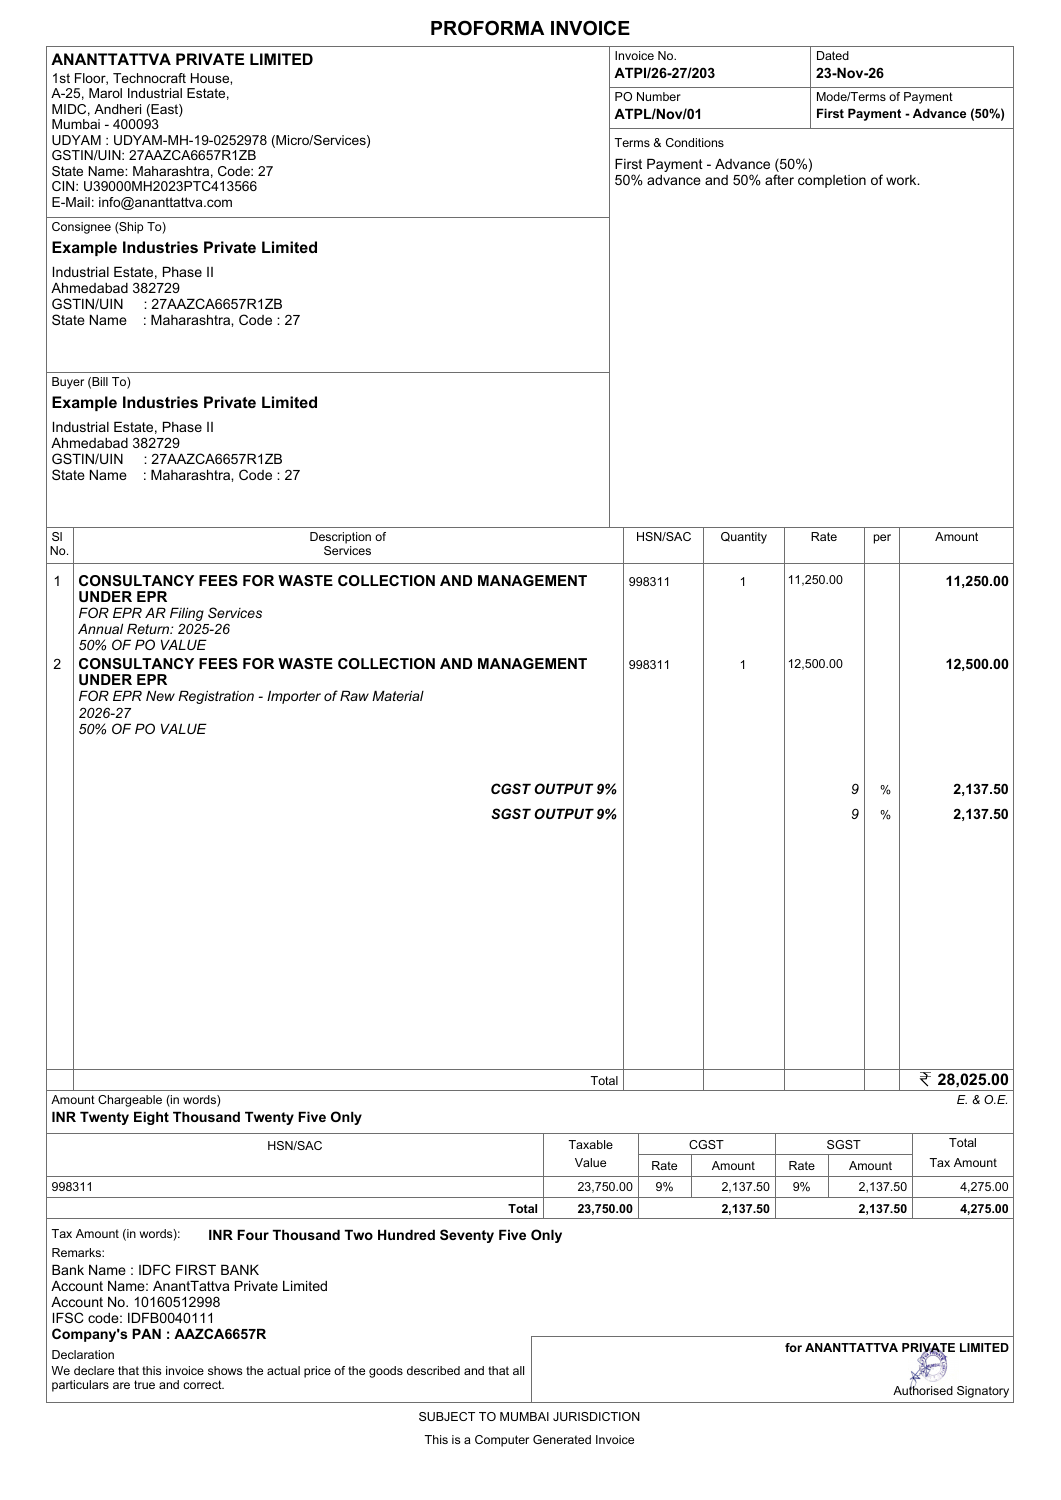 PROFORMA INVOICE
ANANTTATTVA PRIVATE LIMITED
1st Floor, Technocraft House,
A-25, Marol Industrial Estate,
MIDC, Andheri (East)
Mumbai - 400093
UDYAM : UDYAM-MH-19-0252978 (Micro/Services)
GSTIN/UIN: 27AAZCA6657R1ZB
State Name: Maharashtra, Code: 27
CIN: U39000MH2023PTC413566
E-Mail: info@ananttattva.com
Invoice No.
ATPI/26-27/203
Dated
23-Nov-26
PO Number
ATPL/Nov/01
Mode/Terms of Payment
First Payment - Advance (50%)
Terms & Conditions
First Payment - Advance (50%)
50% advance and 50% after completion of work.
Consignee (Ship To)
Example Industries Private Limited
Industrial Estate, Phase II
Ahmedabad 382729
GSTIN/UIN : 27AAZCA6657R1ZB
State Name : Maharashtra, Code : 27
Buyer (Bill To)
Example Industries Private Limited
Industrial Estate, Phase II
Ahmedabad 382729
GSTIN/UIN : 27AAZCA6657R1ZB
State Name : Maharashtra, Code : 27
Sl No. Description of Services HSN/SAC Quantity Rate per Amount
1 CONSULTANCY FEES FOR WASTE COLLECTION AND MANAGEMENT 998311 1 11,250.00 11,250.00
UNDER EPR
FOR EPR AR Filing Services
Annual Return: 2025-26
50% OF PO VALUE
2 CONSULTANCY FEES FOR WASTE COLLECTION AND MANAGEMENT 998311 1 12,500.00 12,500.00
UNDER EPR
FOR EPR New Registration - Importer of Raw Material
2026-27
50% OF PO VALUE
CGST OUTPUT 9% 9 % 2,137.50
SGST OUTPUT 9% 9 % 2,137.50
Total ₹ 28,025.00
Amount Chargeable (in words) E. & O.E.
INR Twenty Eight Thousand Twenty Five Only
HSN/SAC Taxable Value CGST SGST Total Tax Amount
Rate Amount Rate Amount
998311 23,750.00 9% 2,137.50 9% 2,137.50 4,275.00
Total 23,750.00 2,137.50 2,137.50 4,275.00
Tax Amount (in words): INR Four Thousand Two Hundred Seventy Five Only
Remarks:
Bank Name : IDFC FIRST BANK
Account Name: AnantTattva Private Limited
Account No. 10160512998
IFSC code: IDFB0040111
Company's PAN : AAZCA6657R
Declaration
We declare that this invoice shows the actual price of the goods described and that all
particulars are true and correct.
for ANANTTATTVA PRIVATE LIMITED
Authorised Signatory
SUBJECT TO MUMBAI JURISDICTION
This is a Computer Generated Invoice